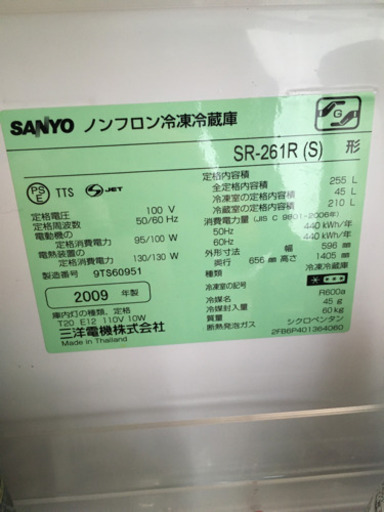 SANYO ノンフロン冷凍冷蔵庫
G
SR-261R (S) 形
PS E TTS S JET
定格電圧 100 V
定格周波数 50/60 Hz
電動機の
定格消費電力 95/100 W
電熱装置の
定格消費電力 130/130 W
製造番号 9TS60951
2009 年製
庫内灯の種類、定格
T20 E12 110V 10W
三洋電機株式会社
Made in Thailand
定格内容積
全定格内容積 255 L
冷凍室の定格内容積 45 L
冷蔵室の定格内容積 210 L
消費電力量 (JIS C 9801-2006年)
50Hz 440 kWh/年
60Hz 440 kWh/年
外形寸法 幅 596 mm
奥行 656 mm 高さ 1405 mm
種類 冷凍冷蔵庫
冷凍室の記号
冷媒名 R600a
冷媒封入量 45 g
質量 60 kg
断熱発泡ガス シクロペンタン
2FB6P401364060